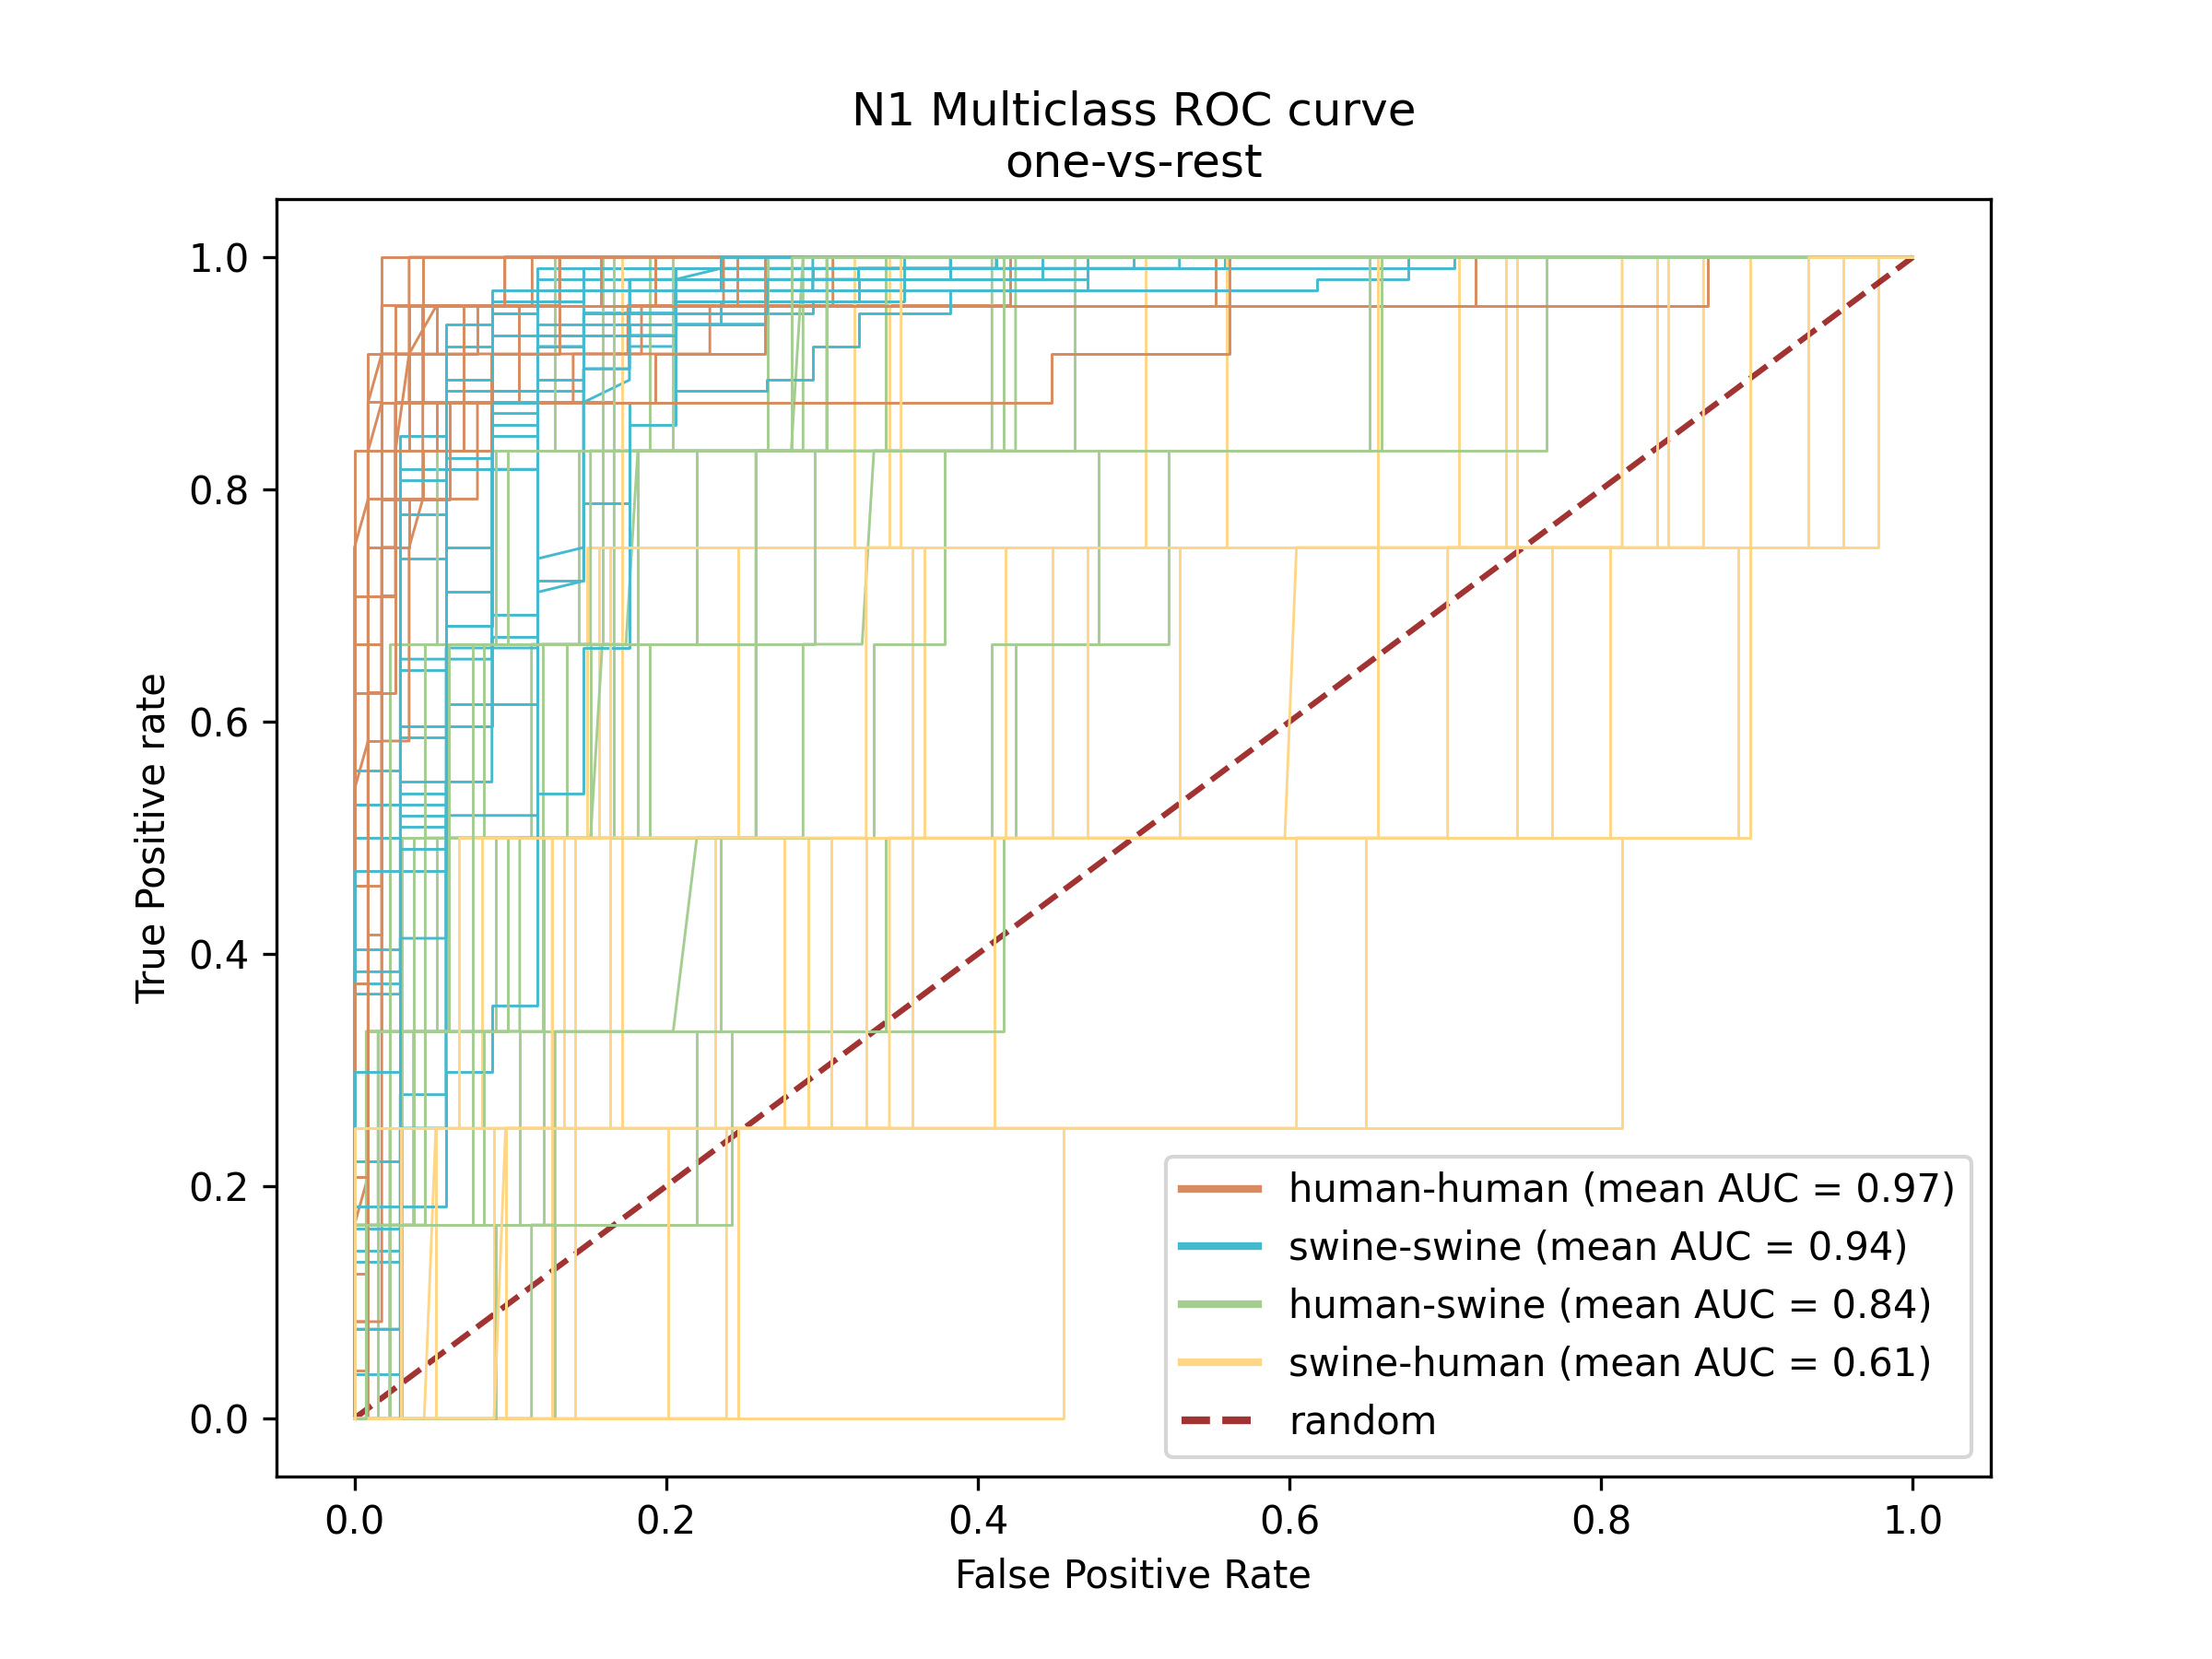 N1 Multiclass ROC curve
one-vs-rest
True Positive rate
1.0
0.8
0.6
0.4
0.2
0.0
human-human (mean AUC = 0.97)
swine-swine (mean AUC = 0.94)
human-swine (mean AUC = 0.84)
swine-human (mean AUC = 0.61)
random
0.0 0.2 0.4 0.6 0.8 1.0
False Positive Rate